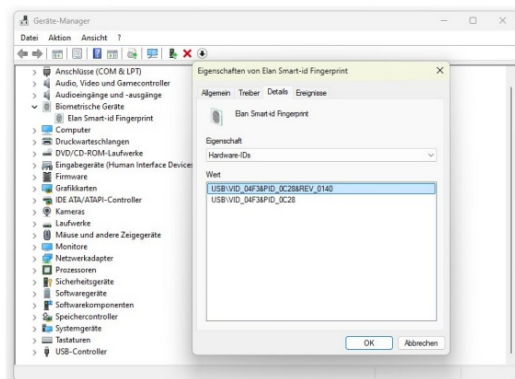 Geräte-Manager
Datei Aktion Ansicht ?
Anschlüsse (COM & LPT)
Audio, Video und Gamecontroller
Audioeingänge und -ausgänge
Biometrische Geräte
Elan Smart-id Fingerprint
Computer
Druckwarteschlangen
DVD/CD-ROM-Laufwerke
Eingabegeräte (Human Interface Devices
Firmware
Grafikkarten
IDE ATA/ATAPI-Controller
Kameras
Laufwerke
Mäuse und andere Zeigegeräte
Monitore
Netzwerkadapter
Prozessoren
Sicherheitsgeräte
Softwaregeräte
Softwarekomponenten
Speichercontroller
Systemgeräte
Tastaturen
USB-Controller
Eigenschaften von Elan Smart-id Fingerprint
Allgemein Treiber Details Ereignisse
Elan Smart-id Fingerprint
Eigenschaft
Hardware-IDs
Wert
USB\VID_04F3&PID_0C28&REV_0140
USB\VID_04F3&PID_0C28
OK Abbrechen